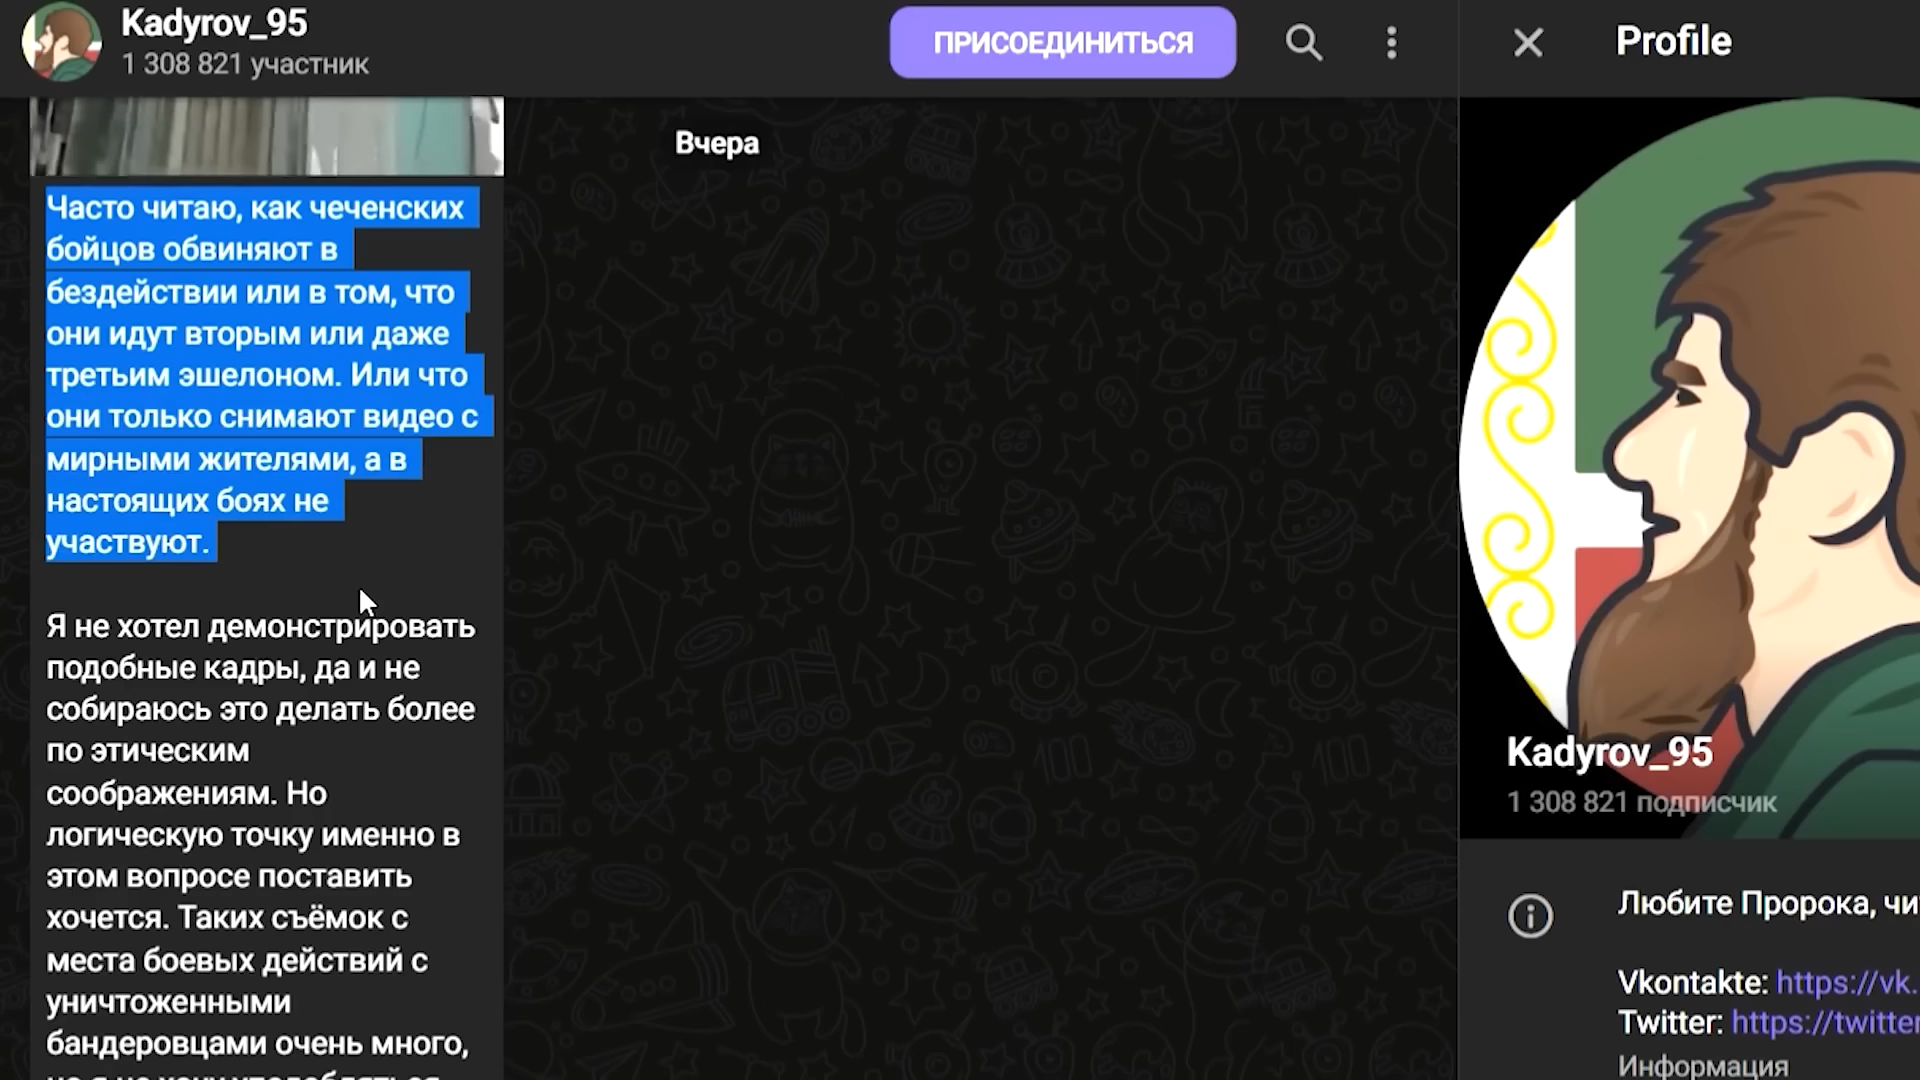 Kadyrov_95
1 308 821 участник
ПРИСОЕДИНИТЬСЯ
Вчера
Часто читаю, как чеченских
бойцов обвиняют в
бездействии или в том, что
они идут вторым или даже
третьим эшелоном. Или что
они только снимают видео с
мирными жителями, а в
настоящих боях не
участвуют.
Я не хотел демонстрировать
подобные кадры, да и не
собираюсь это делать более
по этическим
соображениям. Но
логическую точку именно в
этом вопросе поставить
хочется. Таких съёмок с
места боевых действий с
уничтоженными
бандеровцами очень много,
Profile
Kadyrov_95
1 308 821 подписчик
Любите Пророка,
Vkontakte: https://vk.
Twitter: https://twitter
Информация